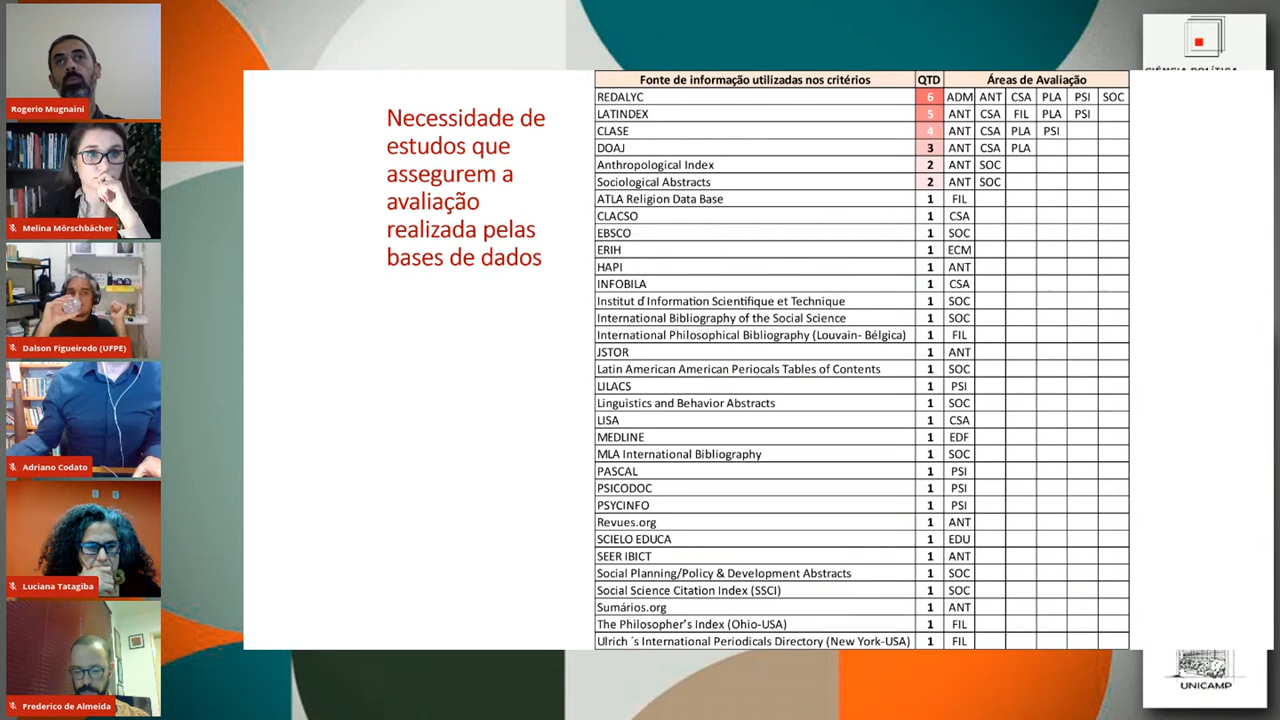 Rogerio Mugnaini
Melina Mörschbächer
Dalson Figueiredo (UFPE)
Adriano Codato
Luciana Tatagiba
Frederico de Almeida
Necessidade de
estudos que
assegurem a
avaliação
realizada pelas
bases de dados
Fonte de informação utilizadas nos critérios QTD Áreas de Avaliação
REDALYC 6 ADM ANT CSA PLA PSI SOC
LATINDEX 5 ANT CSA FIL PLA PSI
CLASE 4 ANT CSA PLA PSI
DOAJ 3 ANT CSA PLA
Anthropological Index 2 ANT SOC
Sociological Abstracts 2 ANT SOC
ATLA Religion Data Base 1 FIL
CLACSO 1 CSA
EBSCO 1 SOC
ERIH 1 ECM
HAPI 1 ANT
INFOBILA 1 CSA
Institut d´Information Scientifique et Technique 1 SOC
International Bibliography of the Social Science 1 SOC
International Philosophical Bibliography (Louvain- Bélgica) 1 FIL
JSTOR 1 ANT
Latin American American Periocals Tables of Contents 1 SOC
LILACS 1 PSI
Linguistics and Behavior Abstracts 1 SOC
LISA 1 CSA
MEDLINE 1 EDF
MLA International Bibliography 1 SOC
PASCAL 1 PSI
PSICODOC 1 PSI
PSYCINFO 1 PSI
Revues.org 1 ANT
SCIELO EDUCA 1 EDU
SEER IBICT 1 ANT
Social Planning/Policy & Development Abstracts 1 SOC
Social Science Citation Index (SSCI) 1 SOC
Sumários.org 1 ANT
The Philosopher's Index (Ohio-USA) 1 FIL
Ulrich ´s International Periodicals Directory (New York-USA) 1 FIL
CIÊNCIA POLÍTICA
UNICAMP